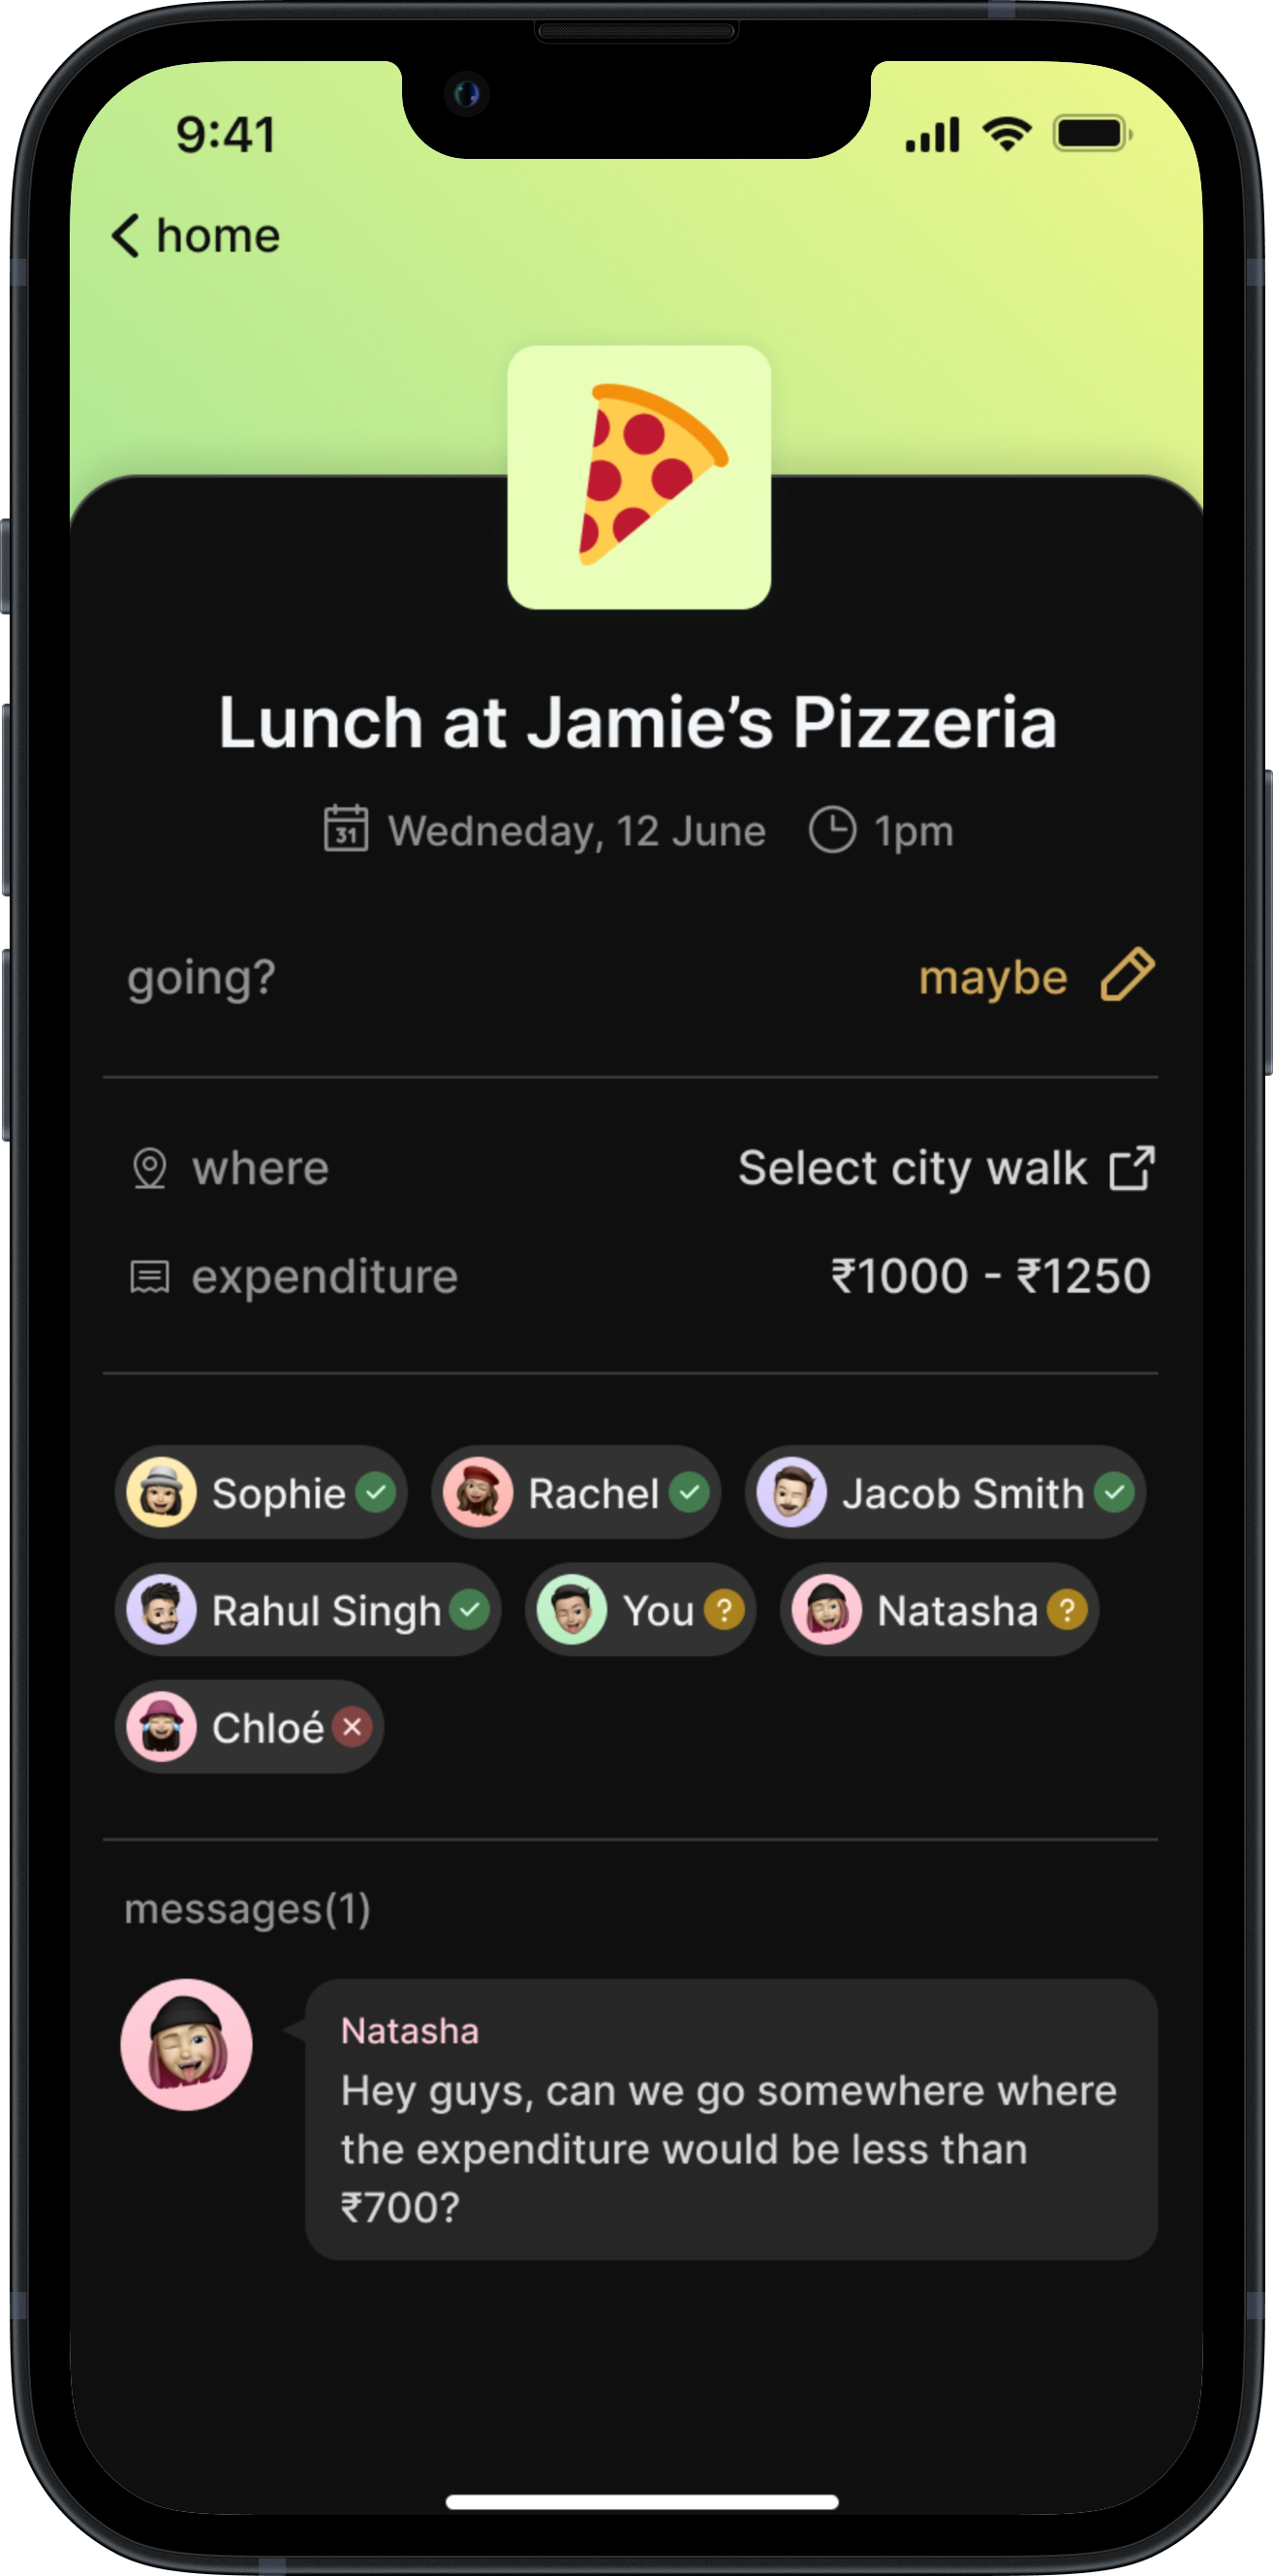 9:41
home
Lunch at Jamie’s Pizzeria
31 Wedneday, 12 June 1pm
going? maybe
where Select city walk
expenditure ₹1000 - ₹1250
Sophie Rachel Jacob Smith
Rahul Singh You ? Natasha ?
Chloé
messages(1)
Natasha
Hey guys, can we go somewhere where
the expenditure would be less than
₹700?